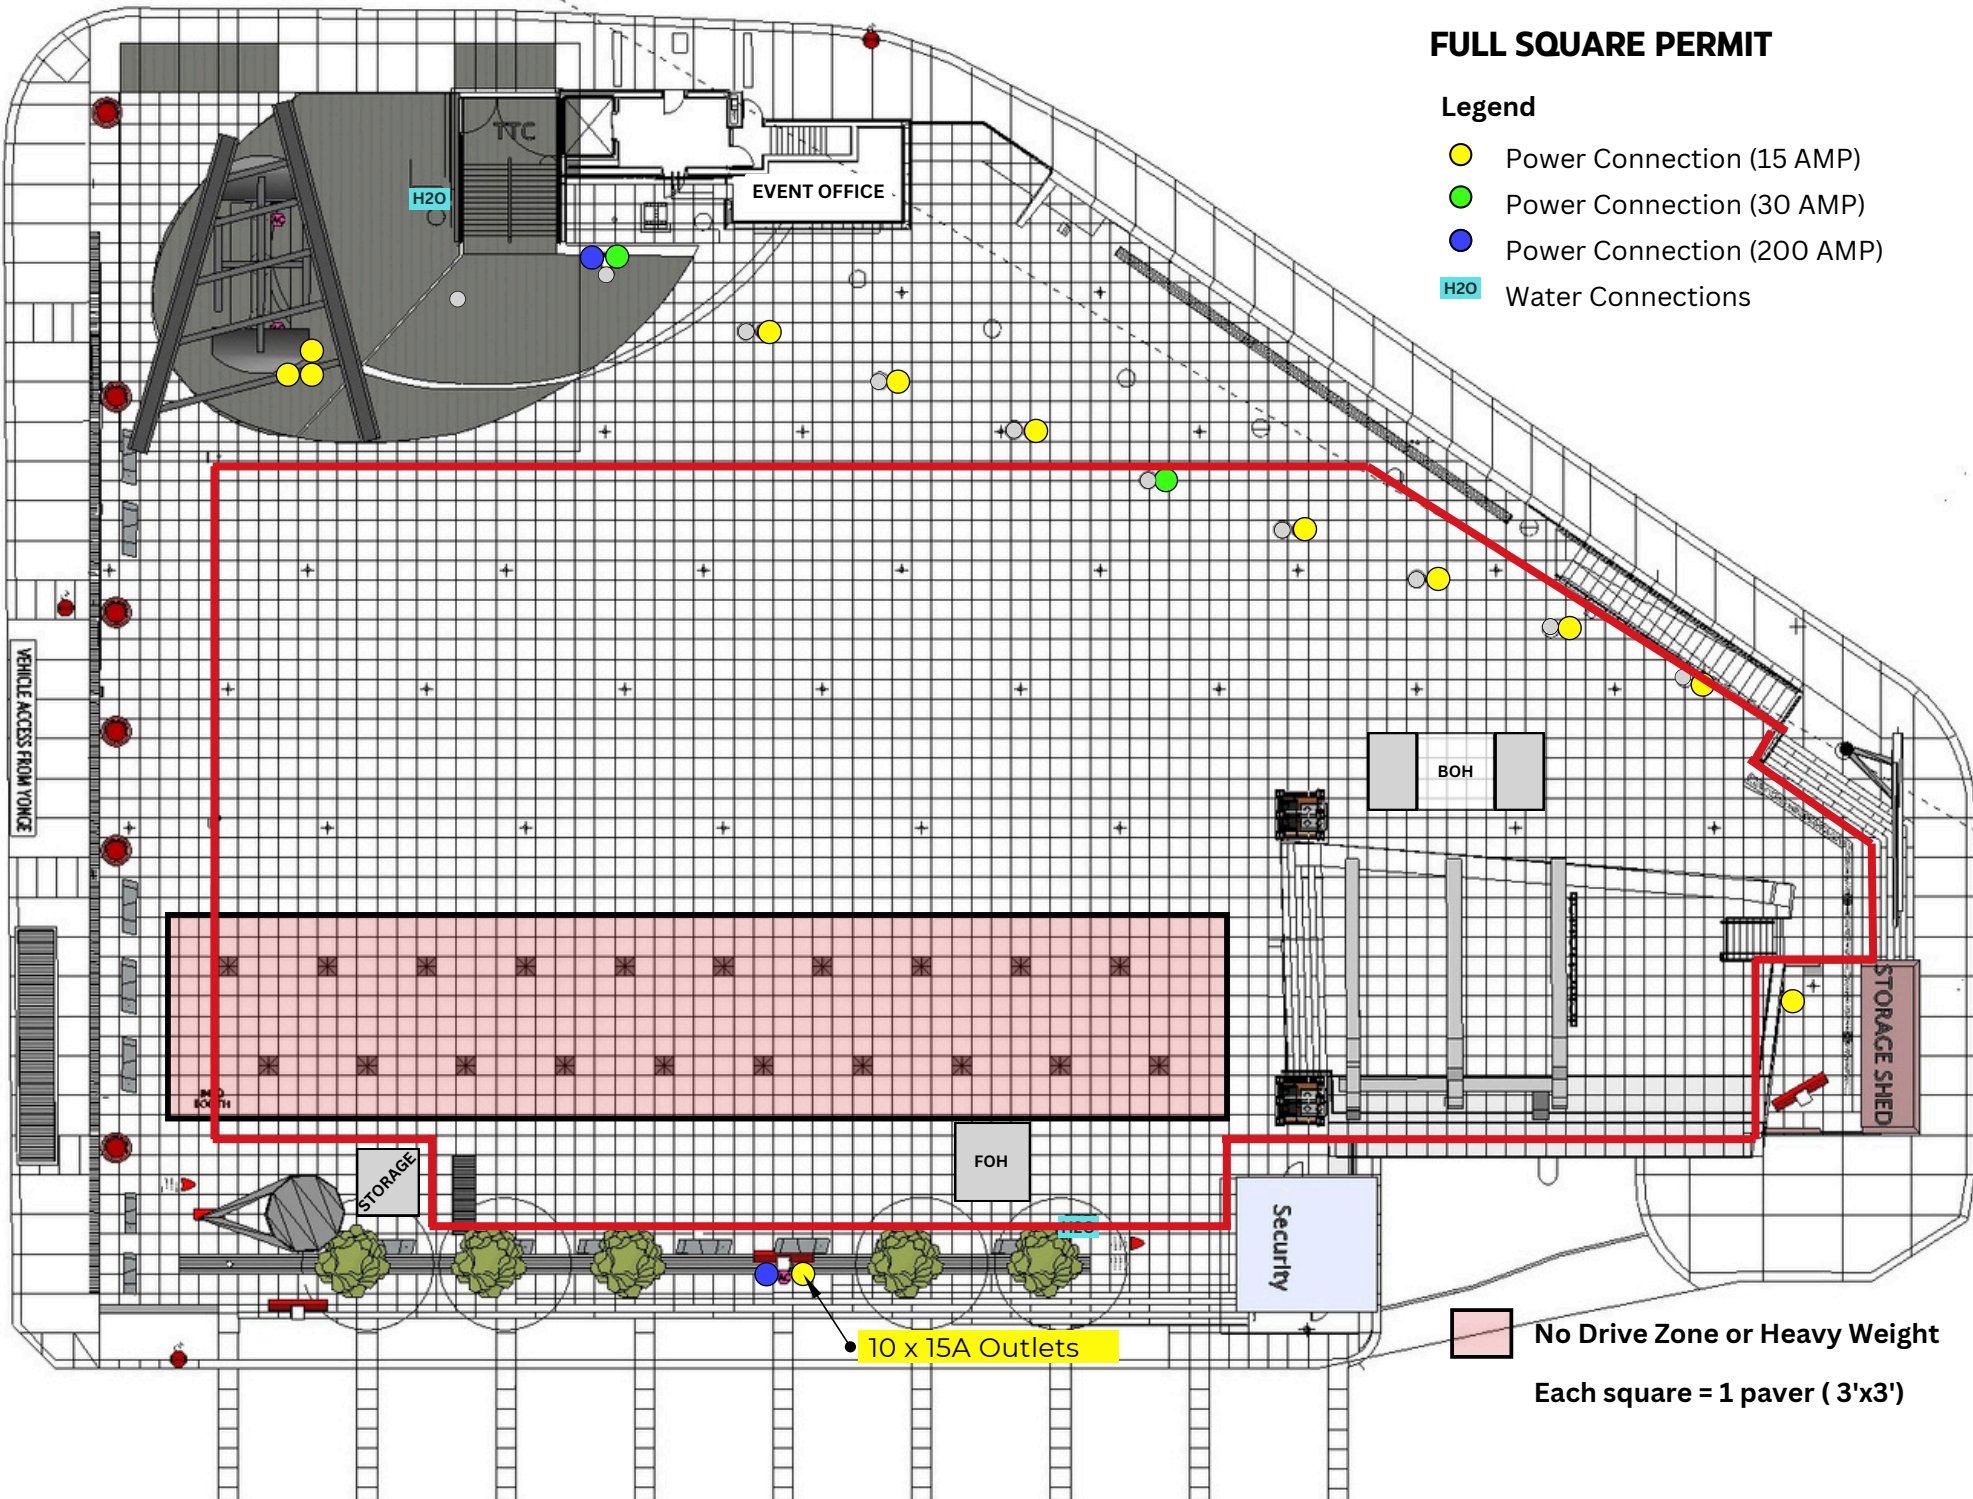 FULL SQUARE PERMIT
Legend
Power Connection (15 AMP)
Power Connection (30 AMP)
Power Connection (200 AMP)
H2O Water Connections
TTC
H2O
EVENT OFFICE
VEHICLE ACCESS FROM YONGE
BOH
STORAGE SHED
BOOTH
STORAGE
FOH
H2O
Security
10 x 15A Outlets
No Drive Zone or Heavy Weight
Each square = 1 paver ( 3'x3')